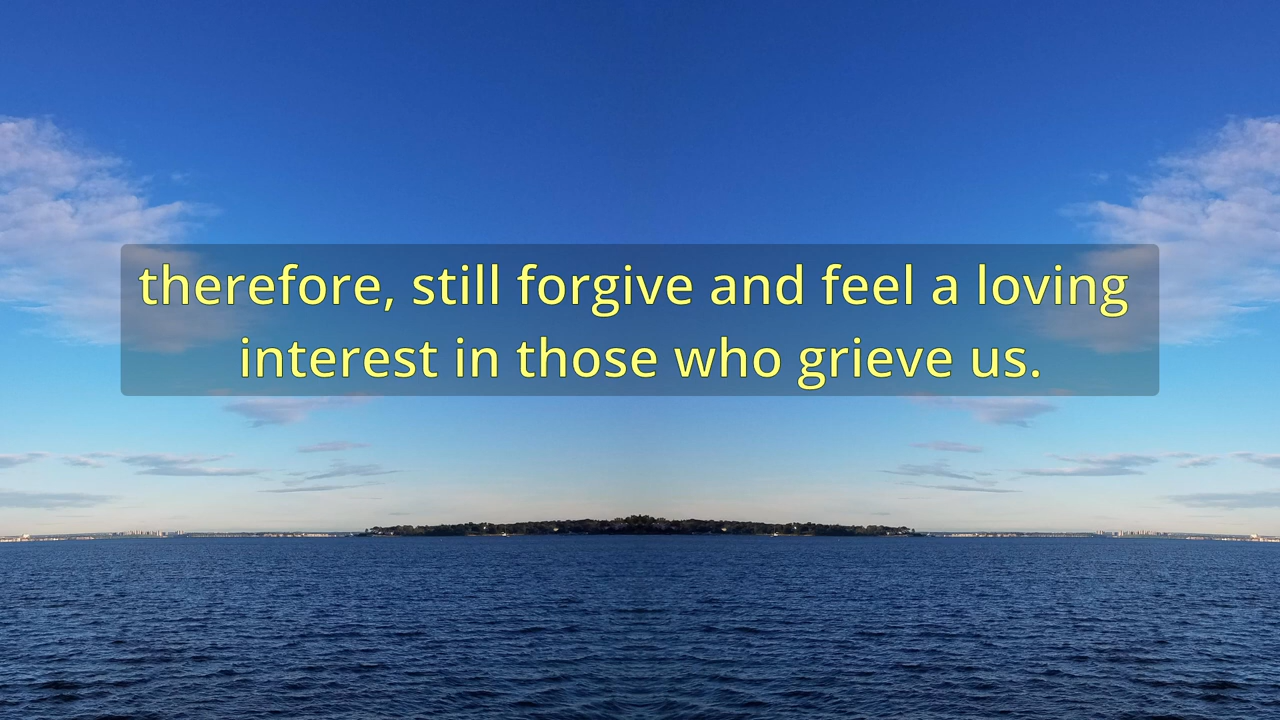 therefore, still forgive and feel a loving
interest in those who grieve us.